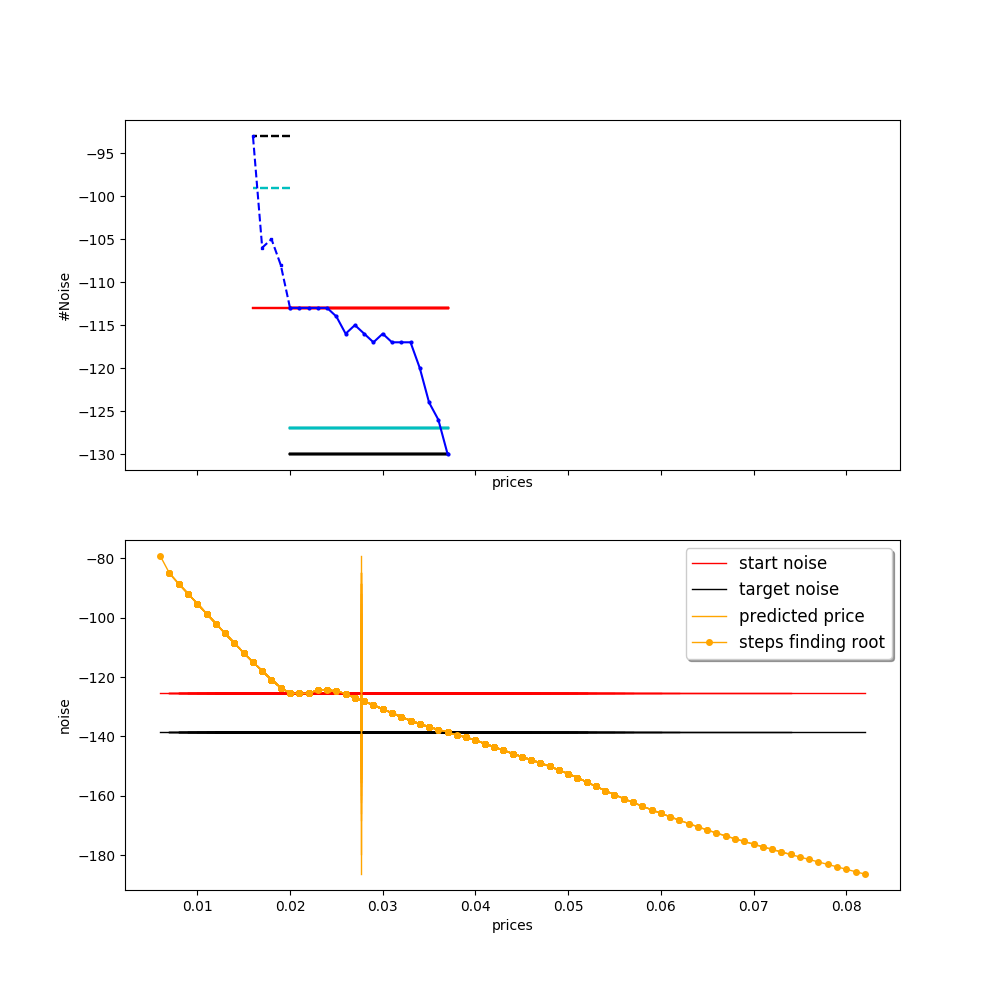 −95
−100
−105
−110
−115
−120
−125
−130
#Noise
prices
−80
−100
−120
−140
−160
−180
noise
start noise
target noise
predicted price
steps finding root
0.01 0.02 0.03 0.04 0.05 0.06 0.07 0.08
prices